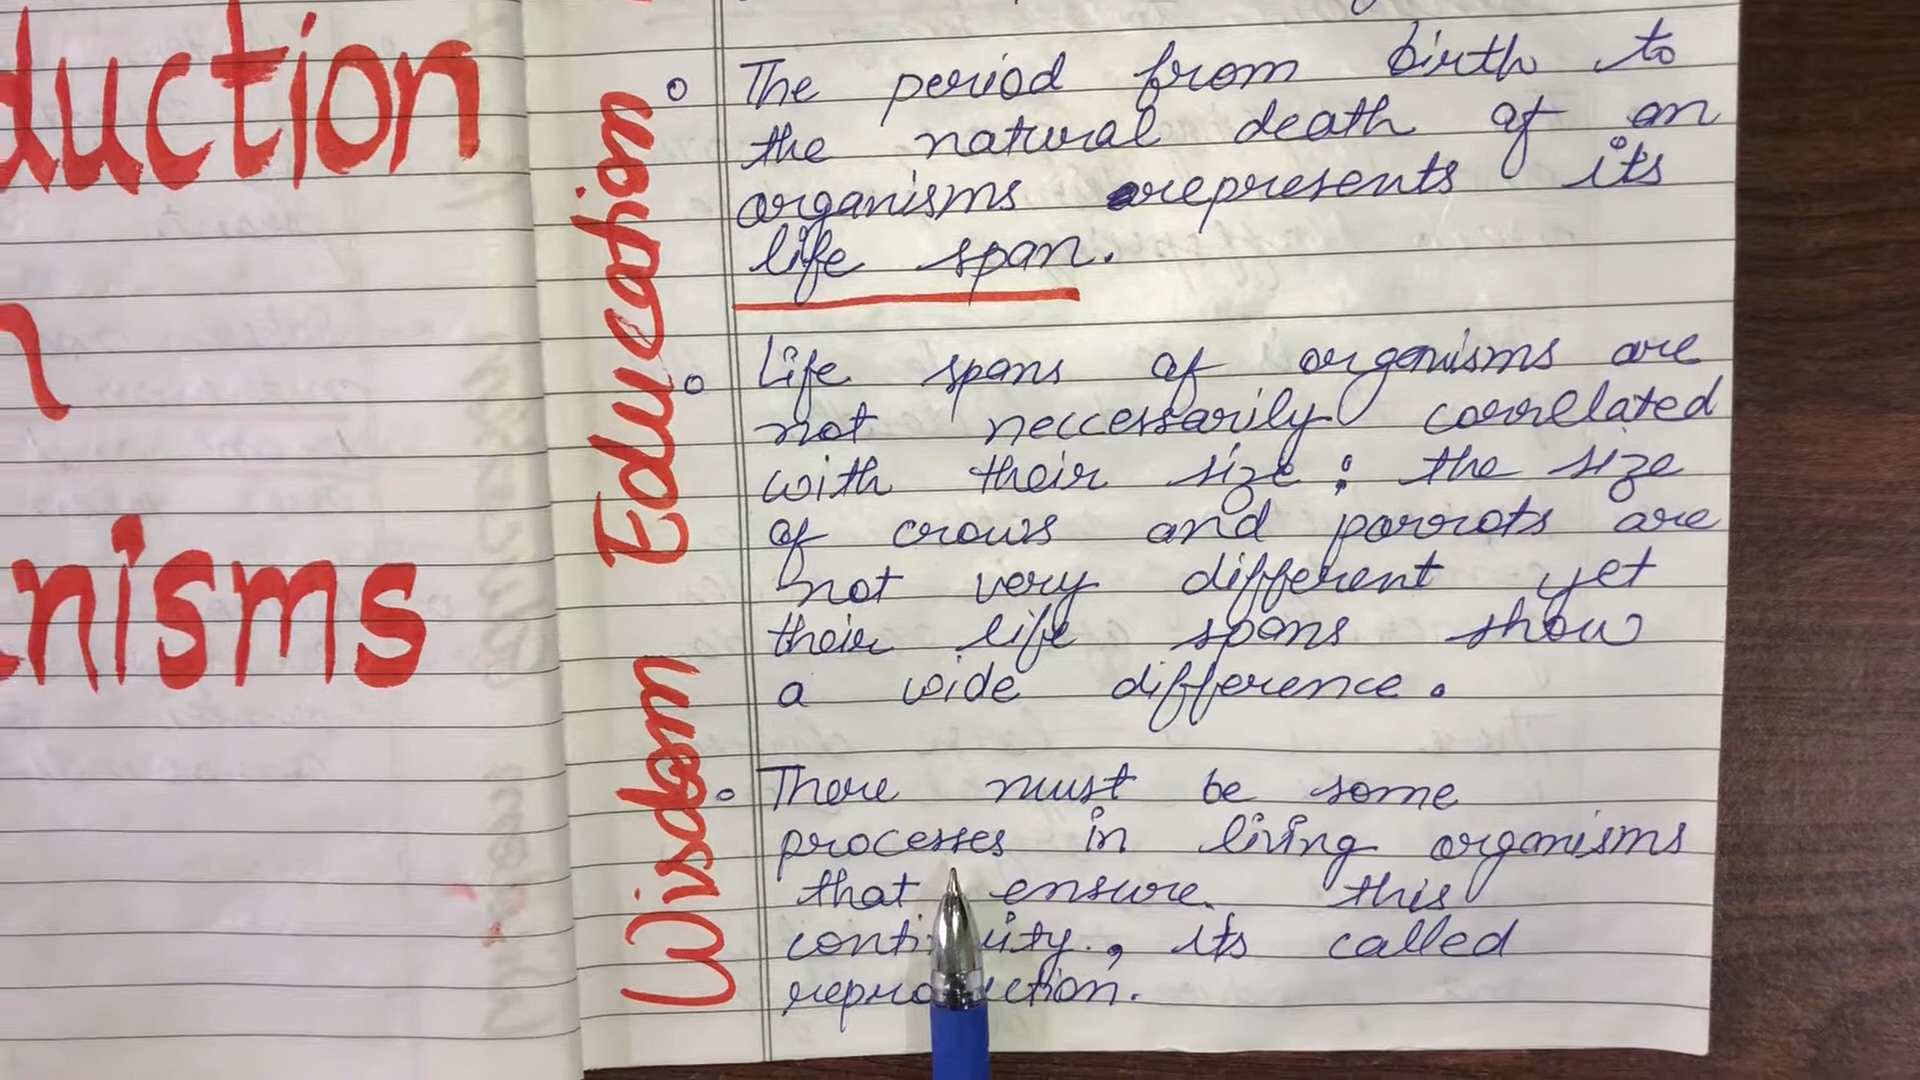 duction
nisms
Wisdom Education
The period from birth to
the natural death of an
organisms represents its
life span.
Life spans of organisms are
not neccessarily correlated
with their size; the size
of crows and parrots are
not very different yet
their life spans show
a wide difference.
There must be some
processes in living organisms
that ensure this
continuity, its called
reproduction.